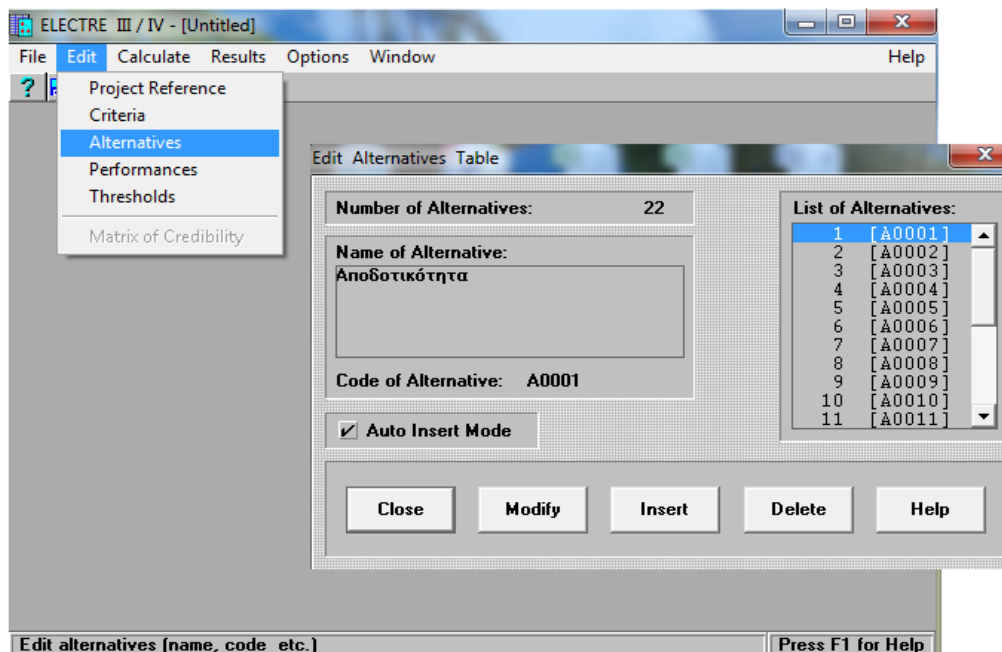 ELECTRE III / IV - [Untitled]
File Edit Calculate Results Options Window Help
?
Project Reference
Criteria
Alternatives
Performances
Thresholds
Matrix of Credibility
Edit Alternatives Table
Number of Alternatives: 22
Name of Alternative:
Αποδοτικότητα
Code of Alternative: A0001
Auto Insert Mode
List of Alternatives:
1 [A0001]
2 [A0002]
3 [A0003]
4 [A0004]
5 [A0005]
6 [A0006]
7 [A0007]
8 [A0008]
9 [A0009]
10 [A0010]
11 [A0011]
Close Modify Insert Delete Help
Edit alternatives (name, code etc.) Press F1 for Help